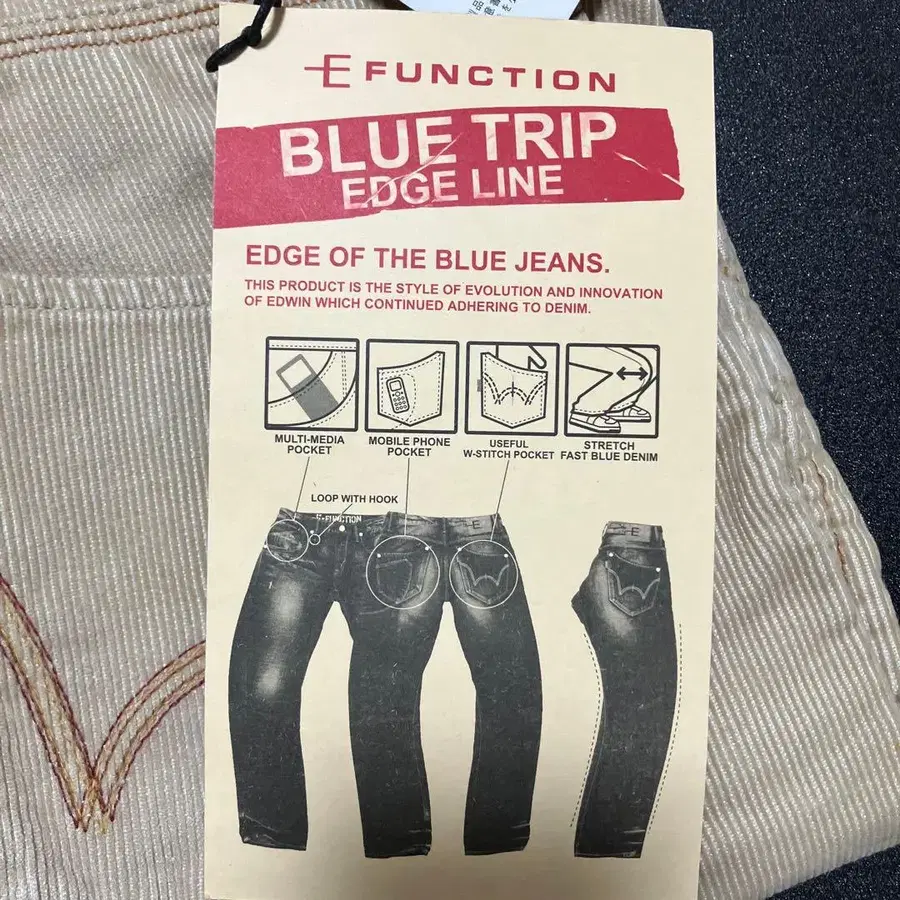 E FUNCTION
BLUE TRIP
EDGE LINE
EDGE OF THE BLUE JEANS.
THIS PRODUCT IS THE STYLE OF EVOLUTION AND INNOVATION
OF EDWIN WHICH CONTINUED ADHERING TO DENIM.
MULTI-MEDIA
POCKET
MOBILE PHONE
POCKET
USEFUL
W-STITCH POCKET
STRETCH
FAST BLUE DENIM
LOOP WITH HOOK
E-FUNCTION
E
E